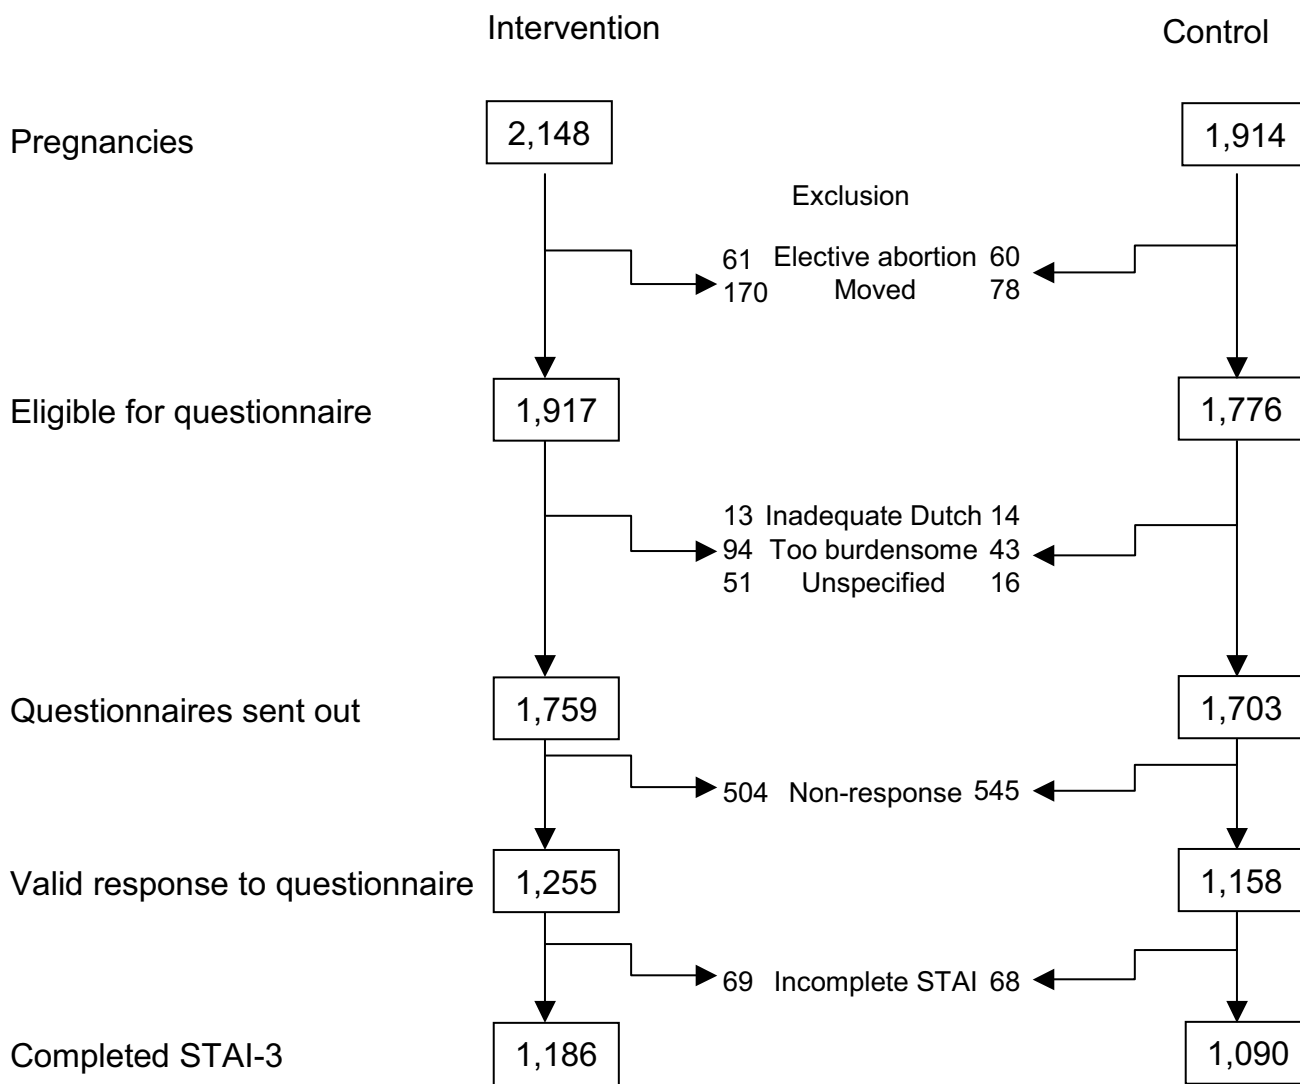 Intervention Control
Pregnancies 2,148 1,914
Exclusion
61 Elective abortion 60
170 Moved 78
Eligible for questionnaire 1,917 1,776
13 Inadequate Dutch 14
94 Too burdensome 43
51 Unspecified 16
Questionnaires sent out 1,759 1,703
504 Non-response 545
Valid response to questionnaire 1,255 1,158
69 Incomplete STAI 68
Completed STAI-3 1,186 1,090